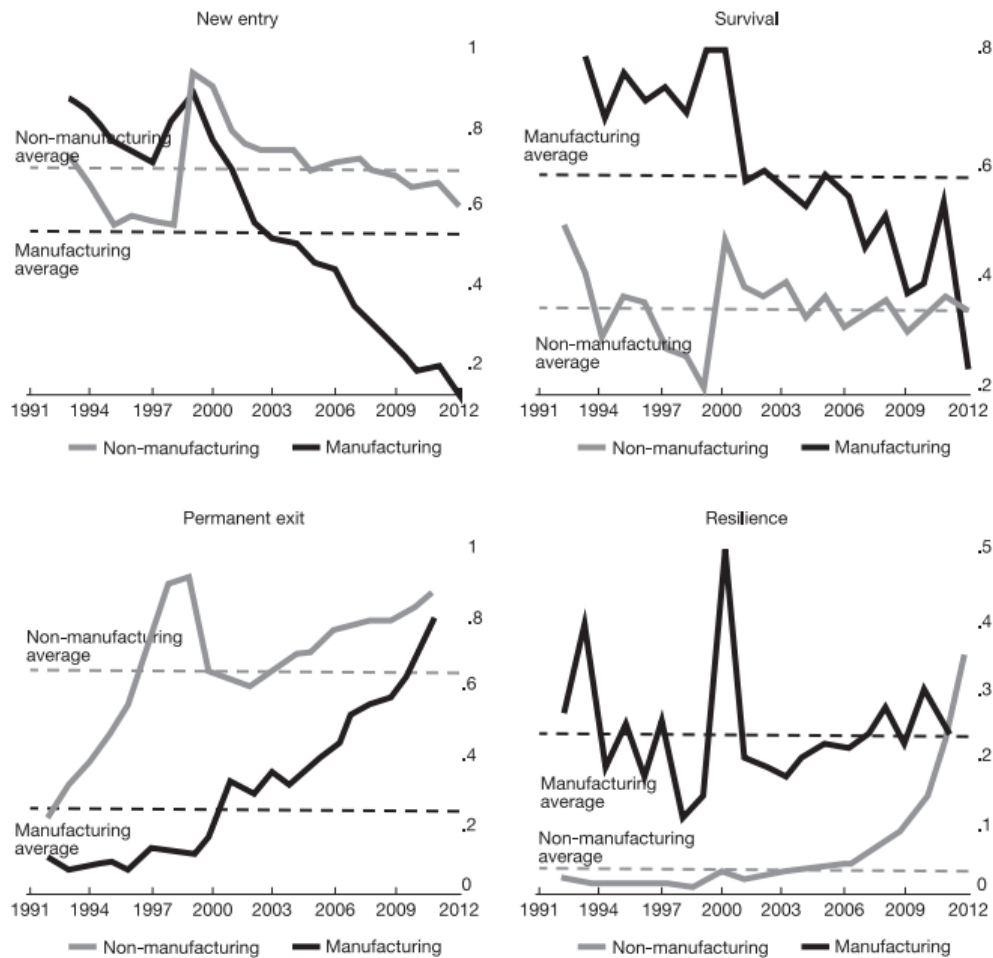 New entry
1
.8
.6
.4
.2
Non-manufacturing
average
Manufacturing
average
1991 1994 1997 2000 2003 2006 2009 2012
Non-manufacturing Manufacturing
Survival
.8
.6
.4
.2
Manufacturing
average
Non-manufacturing
average
1991 1994 1997 2000 2003 2006 2009 2012
Non-manufacturing Manufacturing
Permanent exit
1
.8
.6
.4
.2
0
Non-manufacturing
average
Manufacturing
average
1991 1994 1997 2000 2003 2006 2009 2012
Non-manufacturing Manufacturing
Resilience
.5
.4
.3
.2
.1
0
Manufacturing
average
Non-manufacturing
average
1991 1994 1997 2000 2003 2006 2009 2012
Non-manufacturing Manufacturing